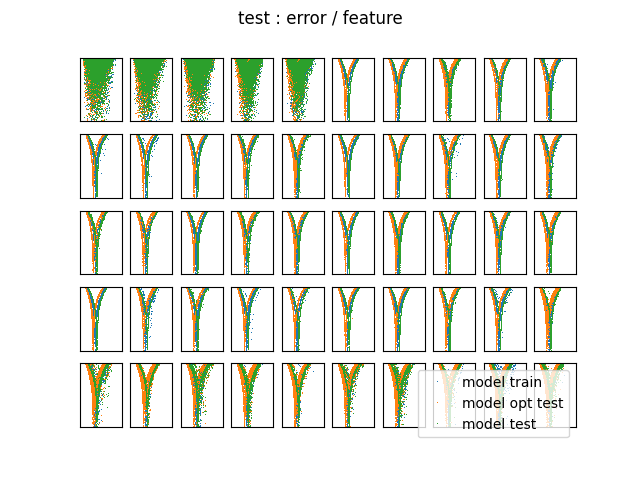 test : error / feature
model train
model opt test
model test